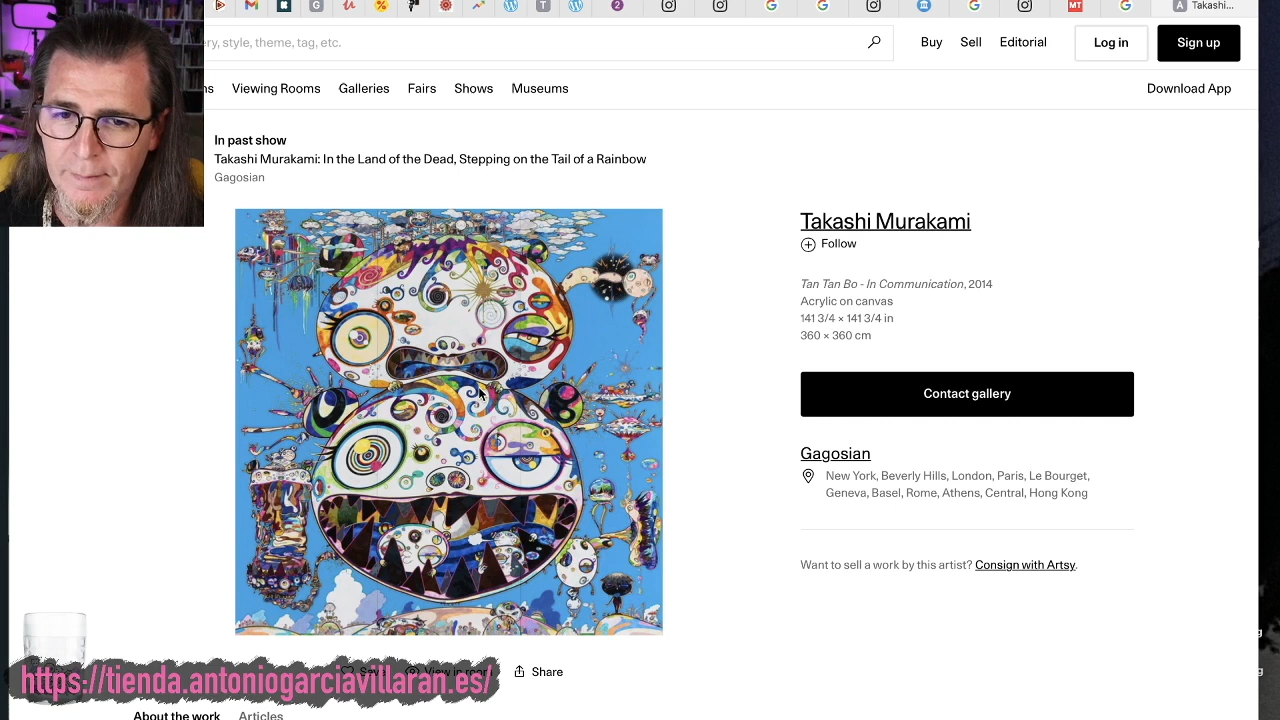 Takashi...
ery, style, theme, tag, etc.
Buy
Sell
Editorial
Log in
Sign up
ns
Viewing Rooms
Galleries
Fairs
Shows
Museums
Download App
In past show
Takashi Murakami: In the Land of the Dead, Stepping on the Tail of a Rainbow
Gagosian
Takashi Murakami
Follow
Tan Tan Bo - In Communication, 2014
Acrylic on canvas
141 3/4 × 141 3/4 in
360 × 360 cm
Contact gallery
Gagosian
New York, Beverly Hills, London, Paris, Le Bourget,
Geneva, Basel, Rome, Athens, Central, Hong Kong
Want to sell a work by this artist? Consign with Artsy.
Save
View in room
Share
https://tienda.antoniogarciavillaran.es/
About the work
Articles